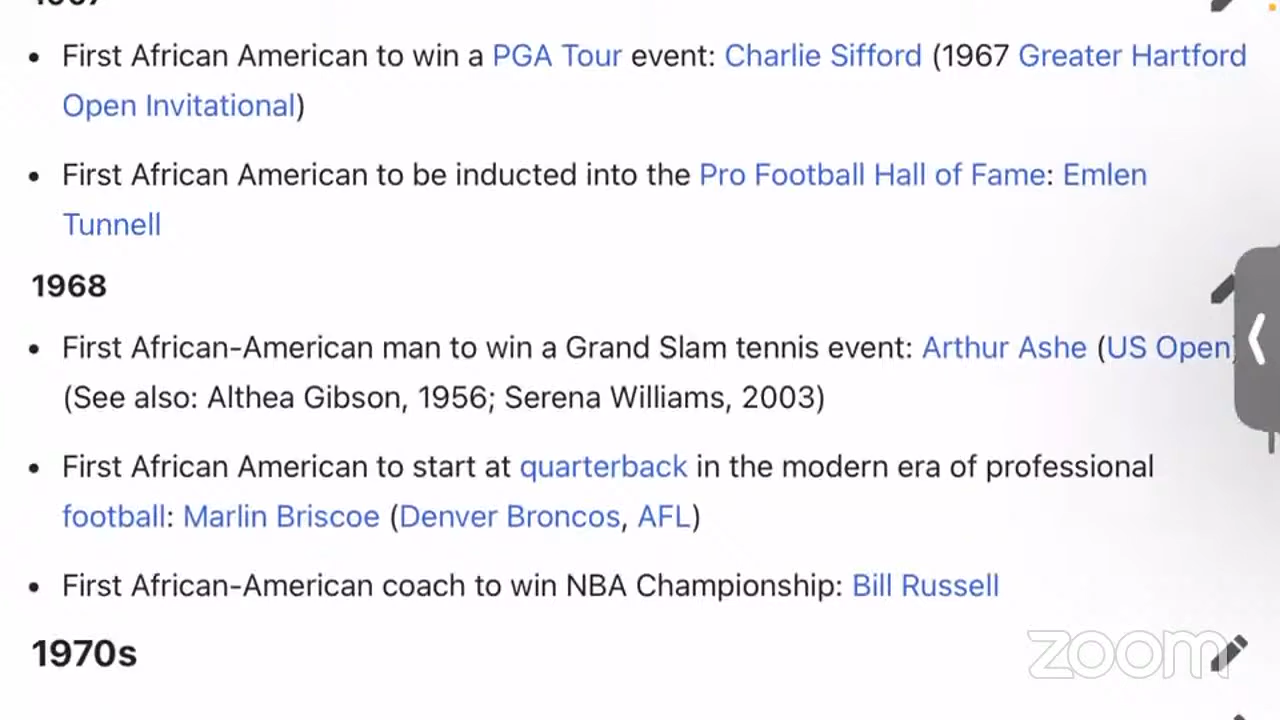 1967
• First African American to win a PGA Tour event: Charlie Sifford (1967 Greater Hartford
Open Invitational)
• First African American to be inducted into the Pro Football Hall of Fame: Emlen
Tunnell
1968
• First African-American man to win a Grand Slam tennis event: Arthur Ashe (US Open)
(See also: Althea Gibson, 1956; Serena Williams, 2003)
• First African American to start at quarterback in the modern era of professional
football: Marlin Briscoe (Denver Broncos, AFL)
• First African-American coach to win NBA Championship: Bill Russell
1970s
zoom